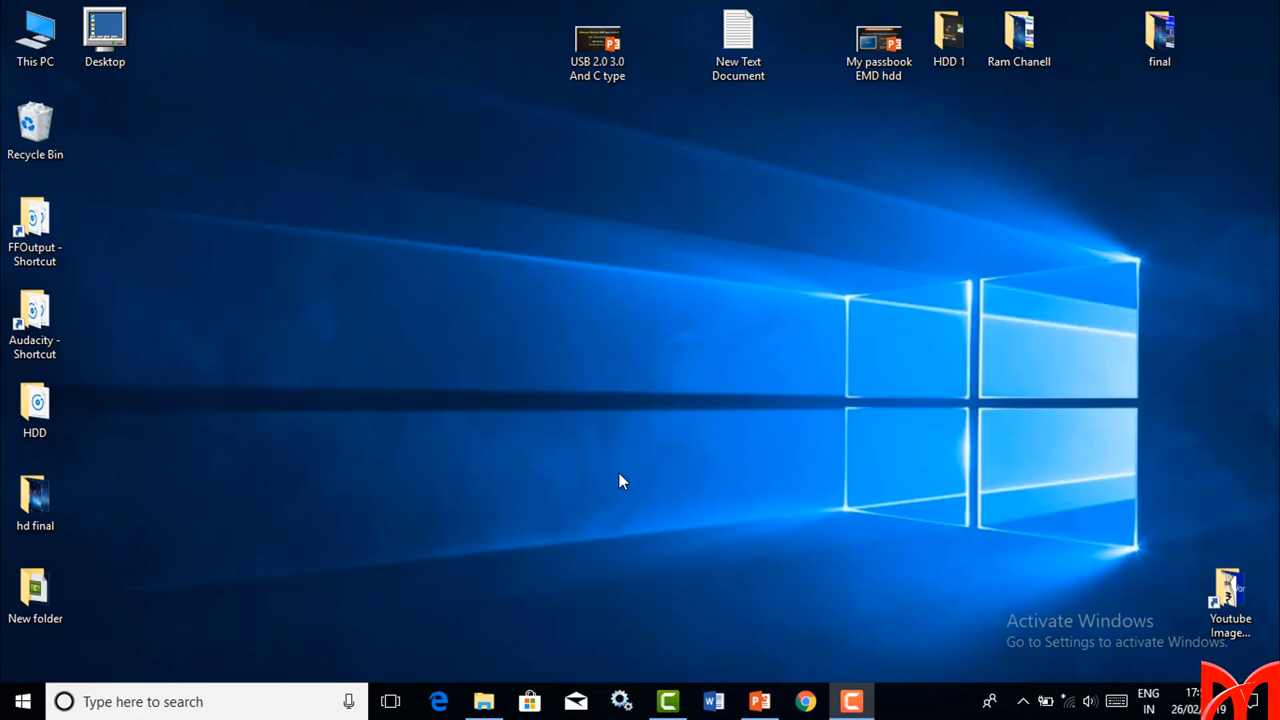 This PC
Desktop
USB 2.0 3.0
And C type
New Text
Document
My passbook
EMD hdd
HDD 1
Ram Chanell
final
Recycle Bin
FFOutput -
Shortcut
Audacity -
Shortcut
HDD
hd final
New folder
Youtube
Image...
Activate Windows
Go to Settings to activate Windows.
Type here to search
ENG
IN